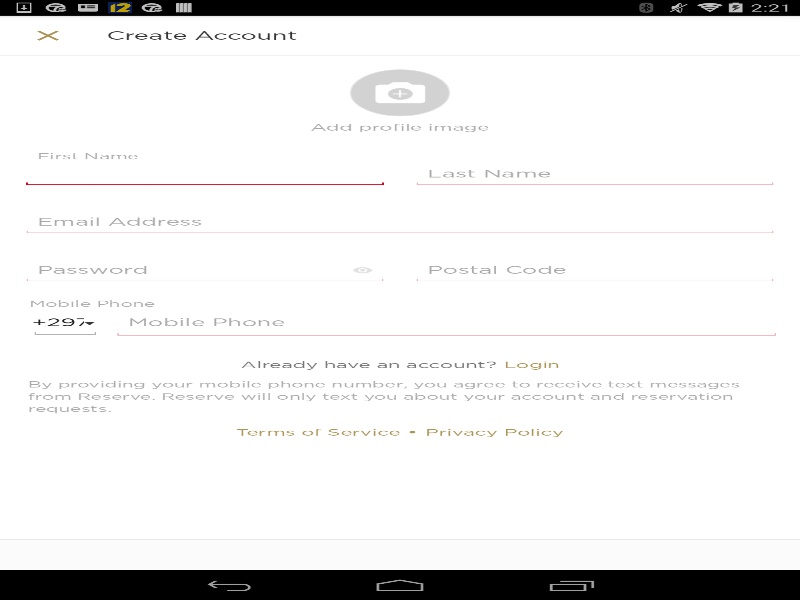 12
2:21
Create Account
Add profile image
First Name
Last Name
Email Address
Password
Postal Code
Mobile Phone
+297
Mobile Phone
Already have an account? Login
By providing your mobile phone number, you agree to receive text messages
from Reserve. Reserve will only text you about your account and reservation
requests.
Terms of Service • Privacy Policy